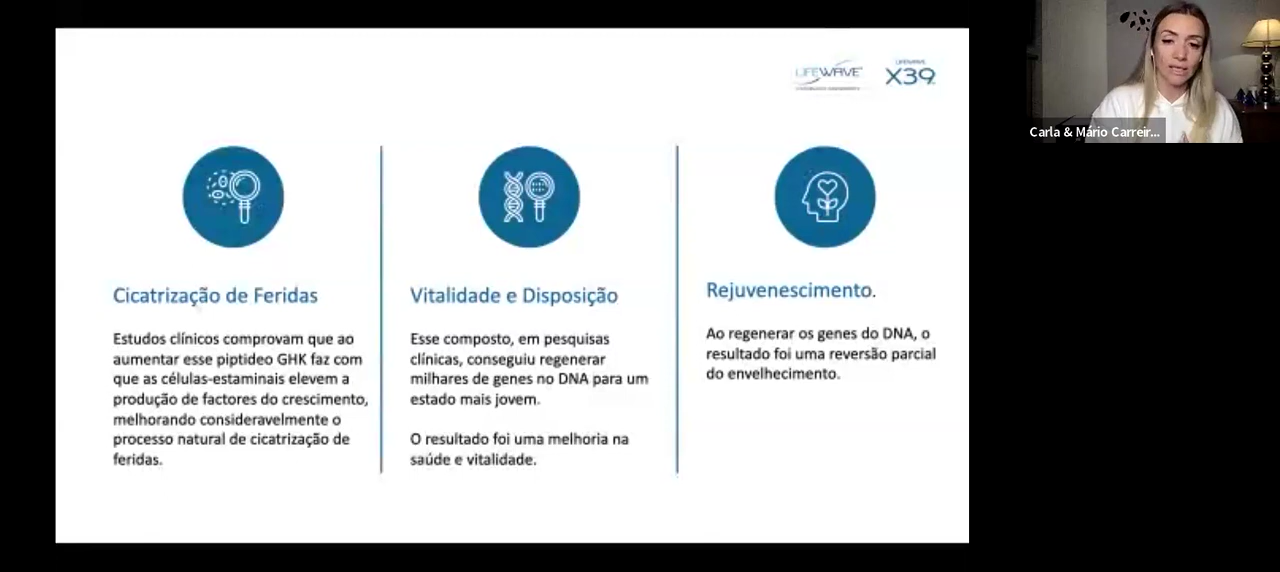 LIFEWAVE
LIFEWAVE
X39
Carla & Mário Carreir...
Cicatrização de Feridas
Estudos clínicos comprovam que ao
aumentar esse piptideo GHK faz com
que as células-estaminais elevem a
produção de factores do crescimento,
melhorando consideravelmente o
processo natural de cicatrização de
feridas.
Vitalidade e Disposição
Esse composto, em pesquisas
clínicas, conseguiu regenerar
milhares de genes no DNA para um
estado mais jovem.
O resultado foi uma melhoria na
saúde e vitalidade.
Rejuvenescimento.
Ao regenerar os genes do DNA, o
resultado foi uma reversão parcial
do envelhecimento.